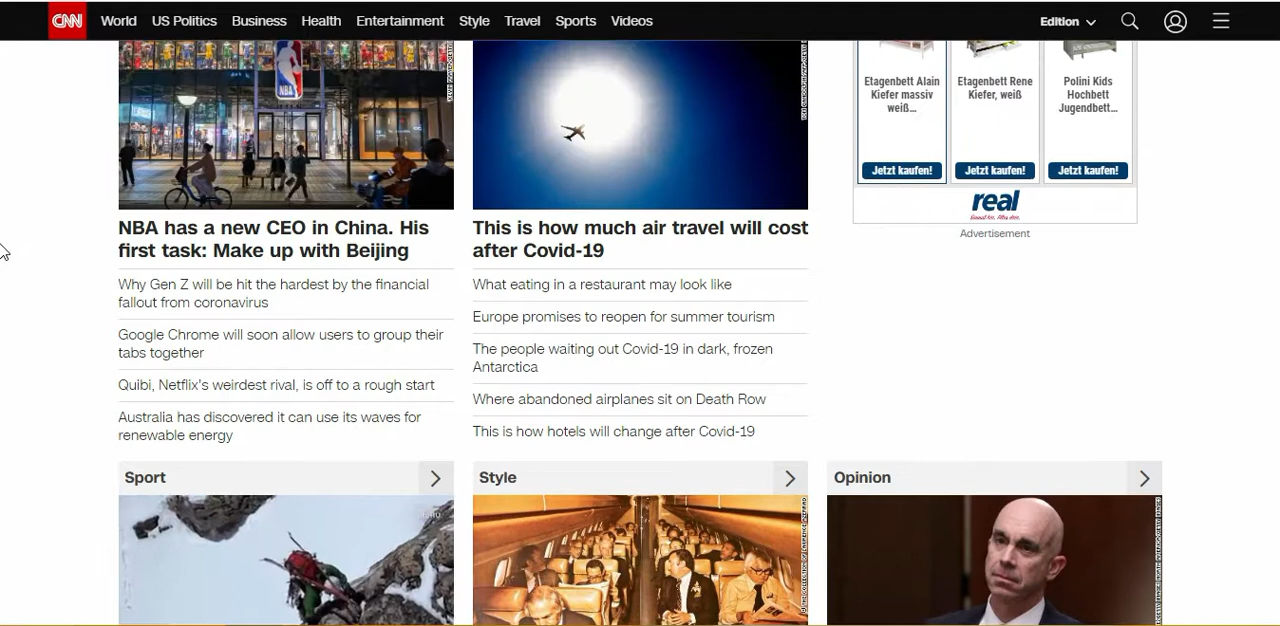 CNN World US Politics Business Health Entertainment Style Travel Sports Videos Edition
NBA
NBA has a new CEO in China. His
first task: Make up with Beijing
Why Gen Z will be hit the hardest by the financial
fallout from coronavirus
Google Chrome will soon allow users to group their
tabs together
Quibi, Netflix's weirdest rival, is off to a rough start
Australia has discovered it can use its waves for
renewable energy
This is how much air travel will cost
after Covid-19
What eating in a restaurant may look like
Europe promises to reopen for summer tourism
The people waiting out Covid-19 in dark, frozen
Antarctica
Where abandoned airplanes sit on Death Row
This is how hotels will change after Covid-19
Etagenbett Alain
Kiefer massiv
weiß...
Jetzt kaufen!
Etagenbett Rene
Kiefer, weiß
Jetzt kaufen!
Polini Kids
Hochbett
Jugendbett...
Jetzt kaufen!
real
Advertisement
Sport
Style
Opinion